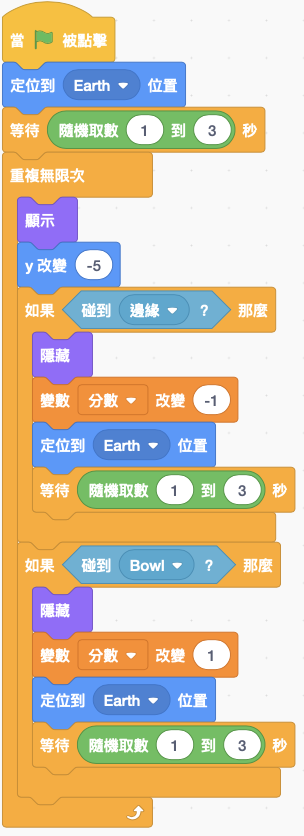 當 被點擊
定位到 Earth 位置
等待 隨機取數 1 到 3 秒
重複無限次
顯示
y 改變 -5
如果 碰到 邊緣 ? 那麼
隱藏
變數 分數 改變 -1
定位到 Earth 位置
等待 隨機取數 1 到 3 秒
如果 碰到 Bowl ? 那麼
隱藏
變數 分數 改變 1
定位到 Earth 位置
等待 隨機取數 1 到 3 秒